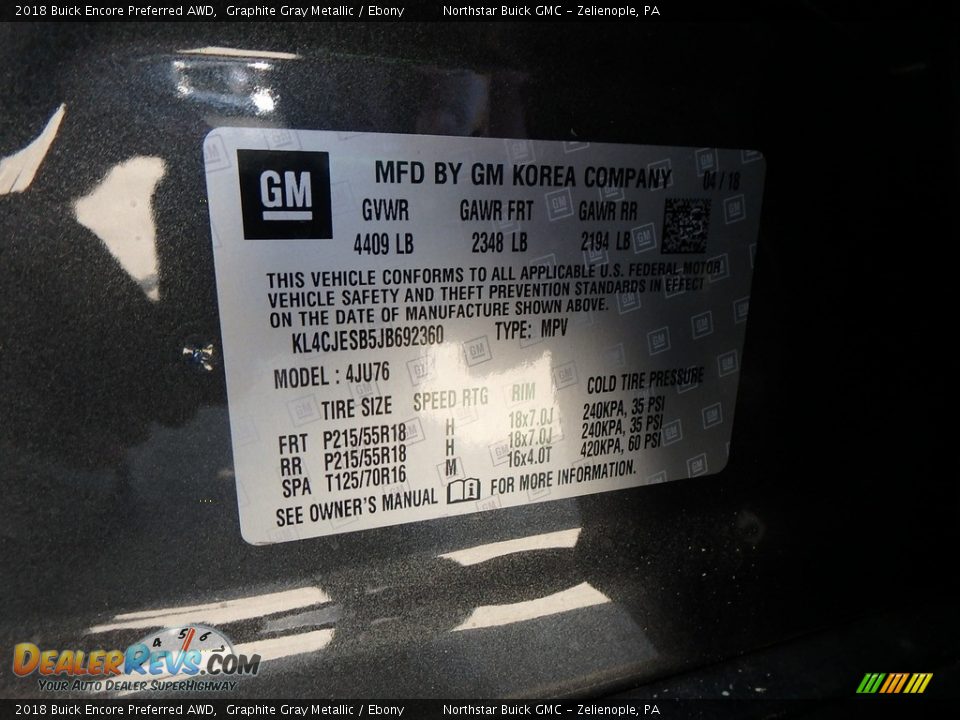 2018 Buick Encore Preferred AWD, Graphite Gray Metallic / Ebony Northstar Buick GMC - Zelienople, PA
GM MFD BY GM KOREA COMPANY 04 / 18
GVWR GAWR FRT GAWR RR
4409 LB 2348 LB 2194 LB
THIS VEHICLE CONFORMS TO ALL APPLICABLE U.S. FEDERAL MOTOR
VEHICLE SAFETY AND THEFT PREVENTION STANDARDS IN EFFECT
ON THE DATE OF MANUFACTURE SHOWN ABOVE.
KL4CJESB5JB692360 TYPE: MPV
MODEL : 4JU76
TIRE SIZE SPEED RTG RIM COLD TIRE PRESSURE
FRT P215/55R18 H 18x7.0J 240KPA, 35 PSI
RR P215/55R18 H 18x7.0J 240KPA, 35 PSI
SPA T125/70R16 M 16x4.0T 420KPA, 60 PSI
SEE OWNER'S MANUAL FOR MORE INFORMATION.
4 5 6
DEALERREVS.COM
YOUR AUTO DEALER SUPERHIGHWAY
2018 Buick Encore Preferred AWD, Graphite Gray Metallic / Ebony Northstar Buick GMC - Zelienople, PA